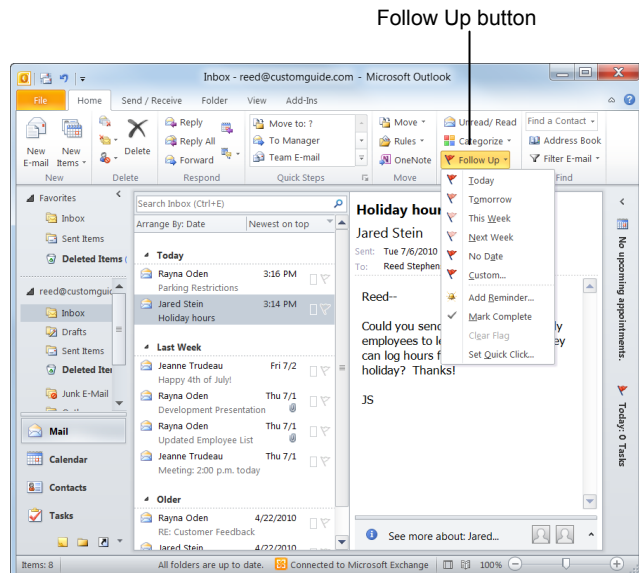 Follow Up button
Inbox - reed@customguide.com - Microsoft Outlook
File Home Send / Receive Folder View Add-Ins
New E-mail
New Items
Delete
Reply
Reply All
Forward
Move to: ?
To Manager
Team E-mail
Move
Rules
OneNote
Unread/ Read
Categorize
Follow Up
Find a Contact
Address Book
Filter E-mail
New Delete Respond Quick Steps Move Find
Favorites
Inbox
Sent Items
Deleted Items (
reed@customguid
Inbox
Drafts
Sent Items
Deleted Iter
Junk E-Mail
Mail
Calendar
Contacts
Tasks
Search Inbox (Ctrl+E)
Arrange By: Date Newest on top
Today
Rayna Oden 3:16 PM
Parking Restrictions
Jared Stein 3:14 PM
Holiday hours
Last Week
Jeanne Trudeau Fri 7/2
Happy 4th of July!
Rayna Oden Thu 7/1
Development Presentation
Rayna Oden Thu 7/1
Updated Employee List
Jeanne Trudeau Thu 7/1
Meeting: 2:00 p.m. today
Older
Rayna Oden 4/22/2010
RE: Customer Feedback
Jared Stein 4/22/2010
Holiday hour
Jared Stein
Sent: Tue 7/6/2010
To: Reed Stephen
Reed--
Could you send ly
employees to l ey
can log hours f
holiday? Thanks!
JS
Today
Tomorrow
This Week
Next Week
No Date
Custom...
Add Reminder...
Mark Complete
Clear Flag
Set Quick Click...
See more about: Jared...
No upcoming appointments.
Today: 0 Tasks
Items: 8 All folders are up to date. Connected to Microsoft Exchange 100%